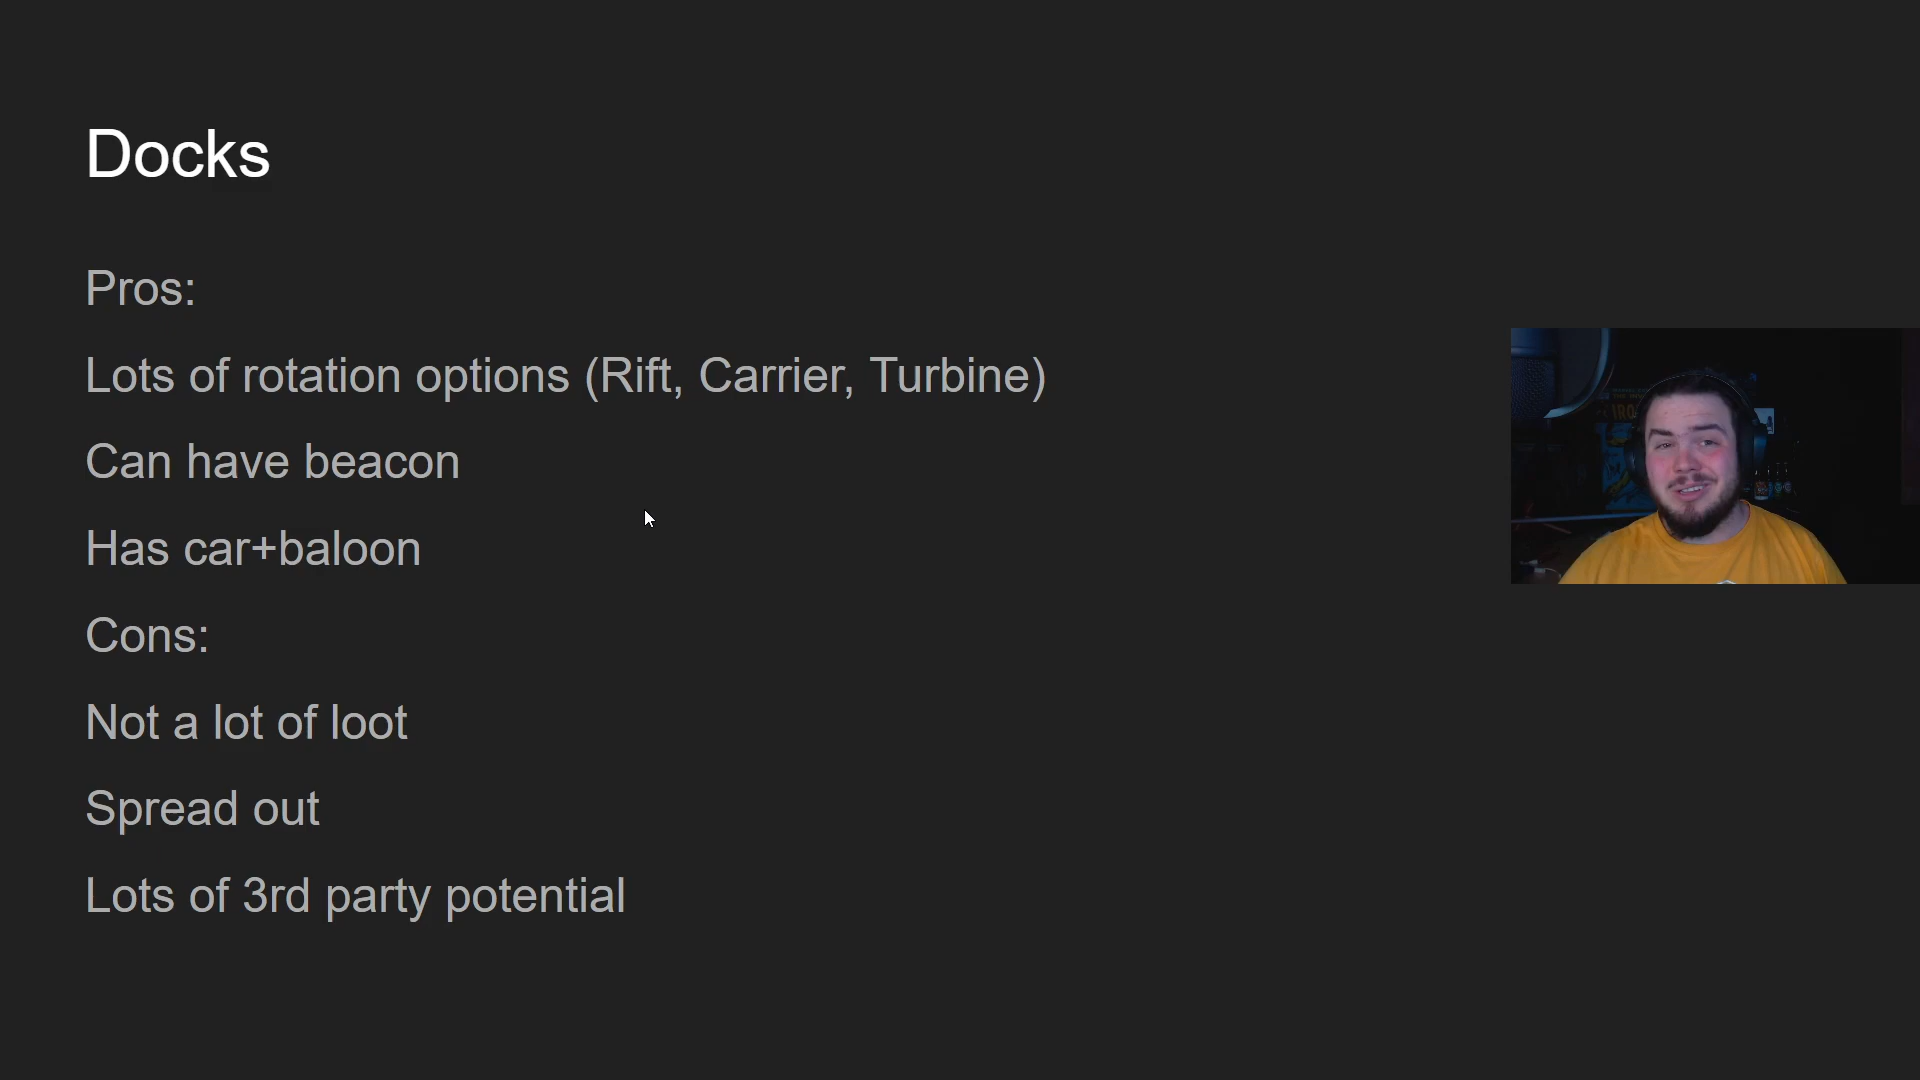 Docks
Pros:
Lots of rotation options (Rift, Carrier, Turbine)
Can have beacon
Has car+baloon
Cons:
Not a lot of loot
Spread out
Lots of 3rd party potential